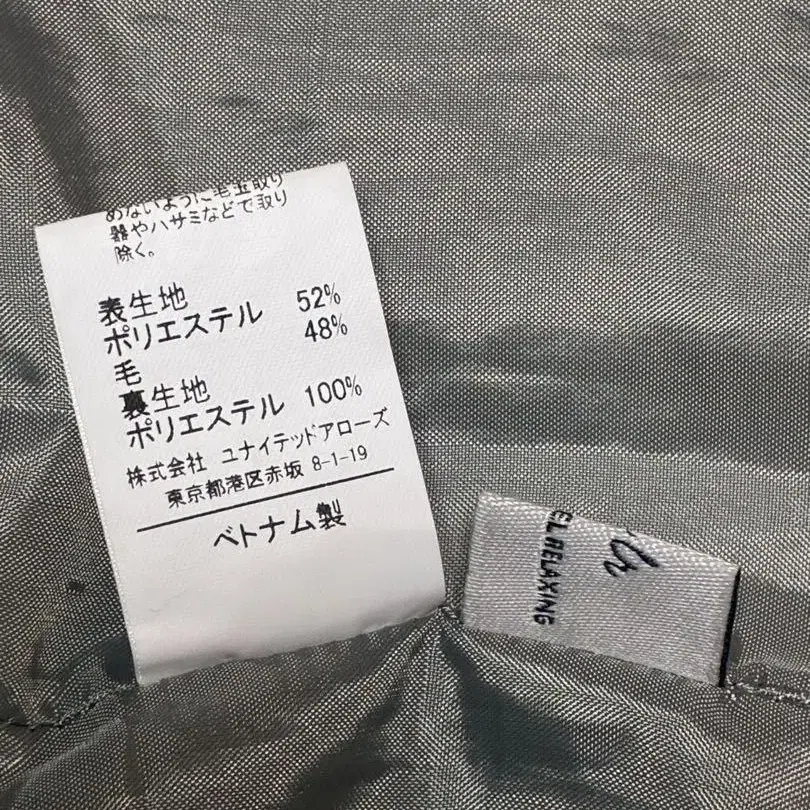 めないように毛玉取り
器やハサミなどで取り
除く。
表生地
ポリエステル 52%
毛 48%
裏生地
ポリエステル 100%
株式会社 ユナイテッドアローズ
東京都港区赤坂 8-1-19
ベトナム製
EL RELAXING